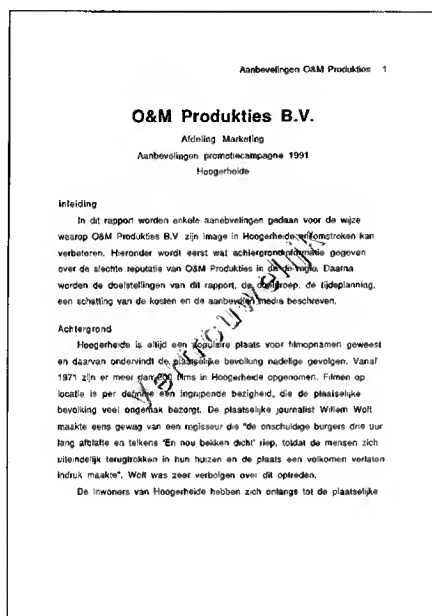 Aanbevelingen O&M Produkties 1
O&M Produkties B.V.
Afdeling Marketing
Aanbevelingen promotiecampagne 1991
Hoogerheide
Inleiding
In dit rapport worden enkele aanbevelingen gedaan voor de wijze
waarop O&M Produkties B.V. zijn image in Hoogerheide en omstreken kan
verbeteren. Hieronder wordt eerst wat achtergrondinformatie gegeven
over de slechte reputatie van O&M Produkties in de regio. Daarna
worden de doelstellingen van dit rapport, de doelgroep, de tijdsplanning,
een schatting van de kosten en de aanbevolen media beschreven.
Vertrouwelijk
Achtergrond
Hoogerheide is altijd een populaire plaats voor filmopnamen geweest
en daarvan ondervindt de plaatselijke bevolking nadelige gevolgen. Vanaf
1971 zijn er meer dan 200 films in Hoogerheide opgenomen. Filmen op
locatie is per definitie een ingrijpende bezigheid, die de plaatselijke
bevolking veel ongemak bezorgt. De plaatselijke journalist Willem Wolt
maakte eens gewag van een regisseur die "de onschuldige burgers drie uur
lang afblafte en telkens 'En nou bekken dicht' riep, totdat de mensen zich
uiteindelijk terugtrokken in hun huizen en de plaats een volkomen verlaten
indruk maakte". Wolt was zeer verbolgen over dit optreden.
De inwoners van Hoogerheide hebben zich onlangs tot de plaatselijke